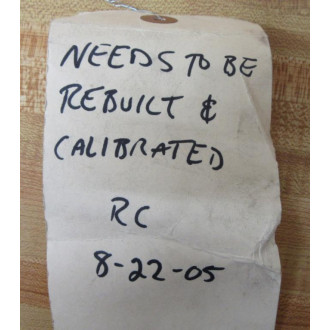 NEEDS TO BE
REBUILT &
CALIBRATED
RC
8-22-05